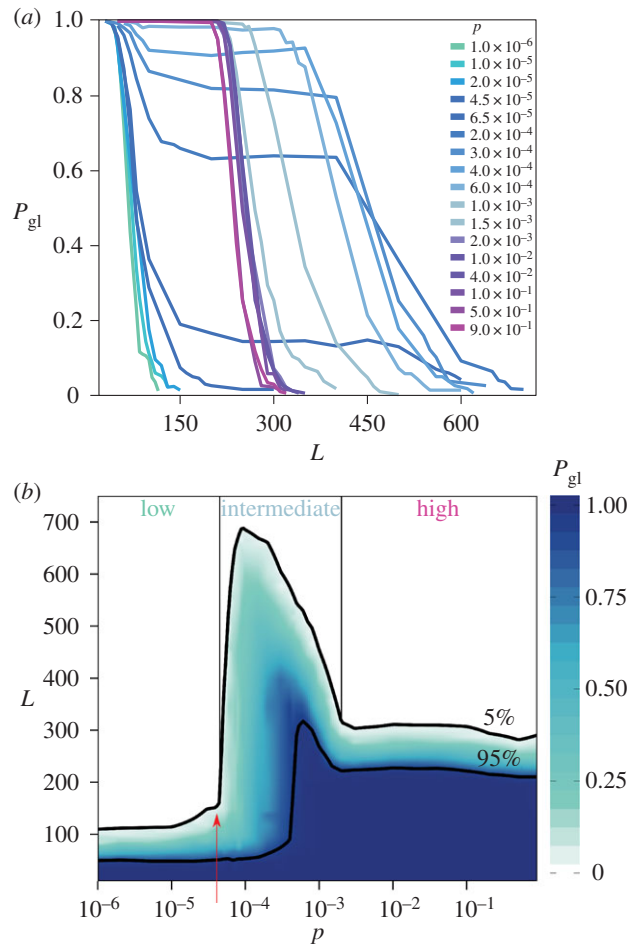 (a)
1.0
0.8
0.6
0.4
0.2
0
P_gl
150
300
450
600
L
p
1.0 × 10⁻⁶
1.0 × 10⁻⁵
2.0 × 10⁻⁵
4.5 × 10⁻⁵
6.5 × 10⁻⁵
2.0 × 10⁻⁴
3.0 × 10⁻⁴
4.0 × 10⁻⁴
6.0 × 10⁻⁴
1.0 × 10⁻³
1.5 × 10⁻³
2.0 × 10⁻³
1.0 × 10⁻²
4.0 × 10⁻²
1.0 × 10⁻¹
5.0 × 10⁻¹
9.0 × 10⁻¹
(b)
low intermediate high
700
600
500
400
300
200
100
L
5%
95%
10⁻⁶ 10⁻⁵ 10⁻⁴ 10⁻³ 10⁻² 10⁻¹
p
P_gl
1.00
0.75
0.50
0.25
0